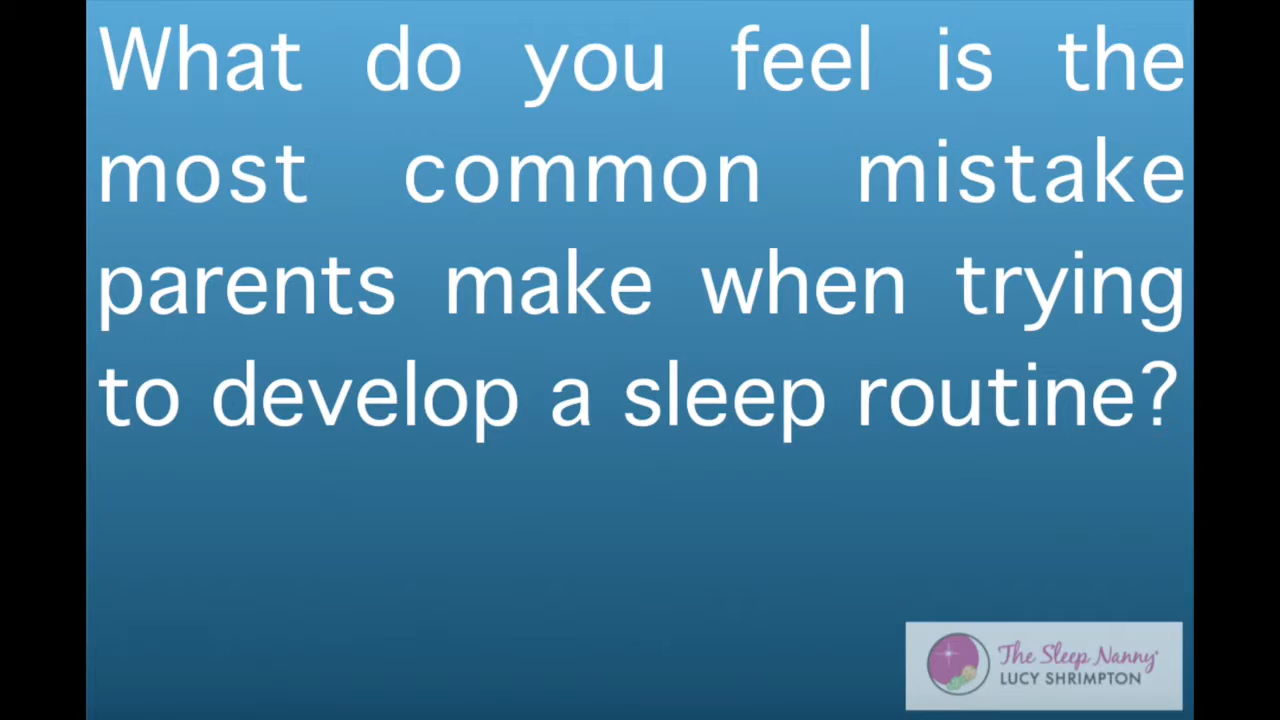 What do you feel is the
most common mistake
parents make when trying
to develop a sleep routine?
The Sleep Nanny®
LUCY SHRIMPTON